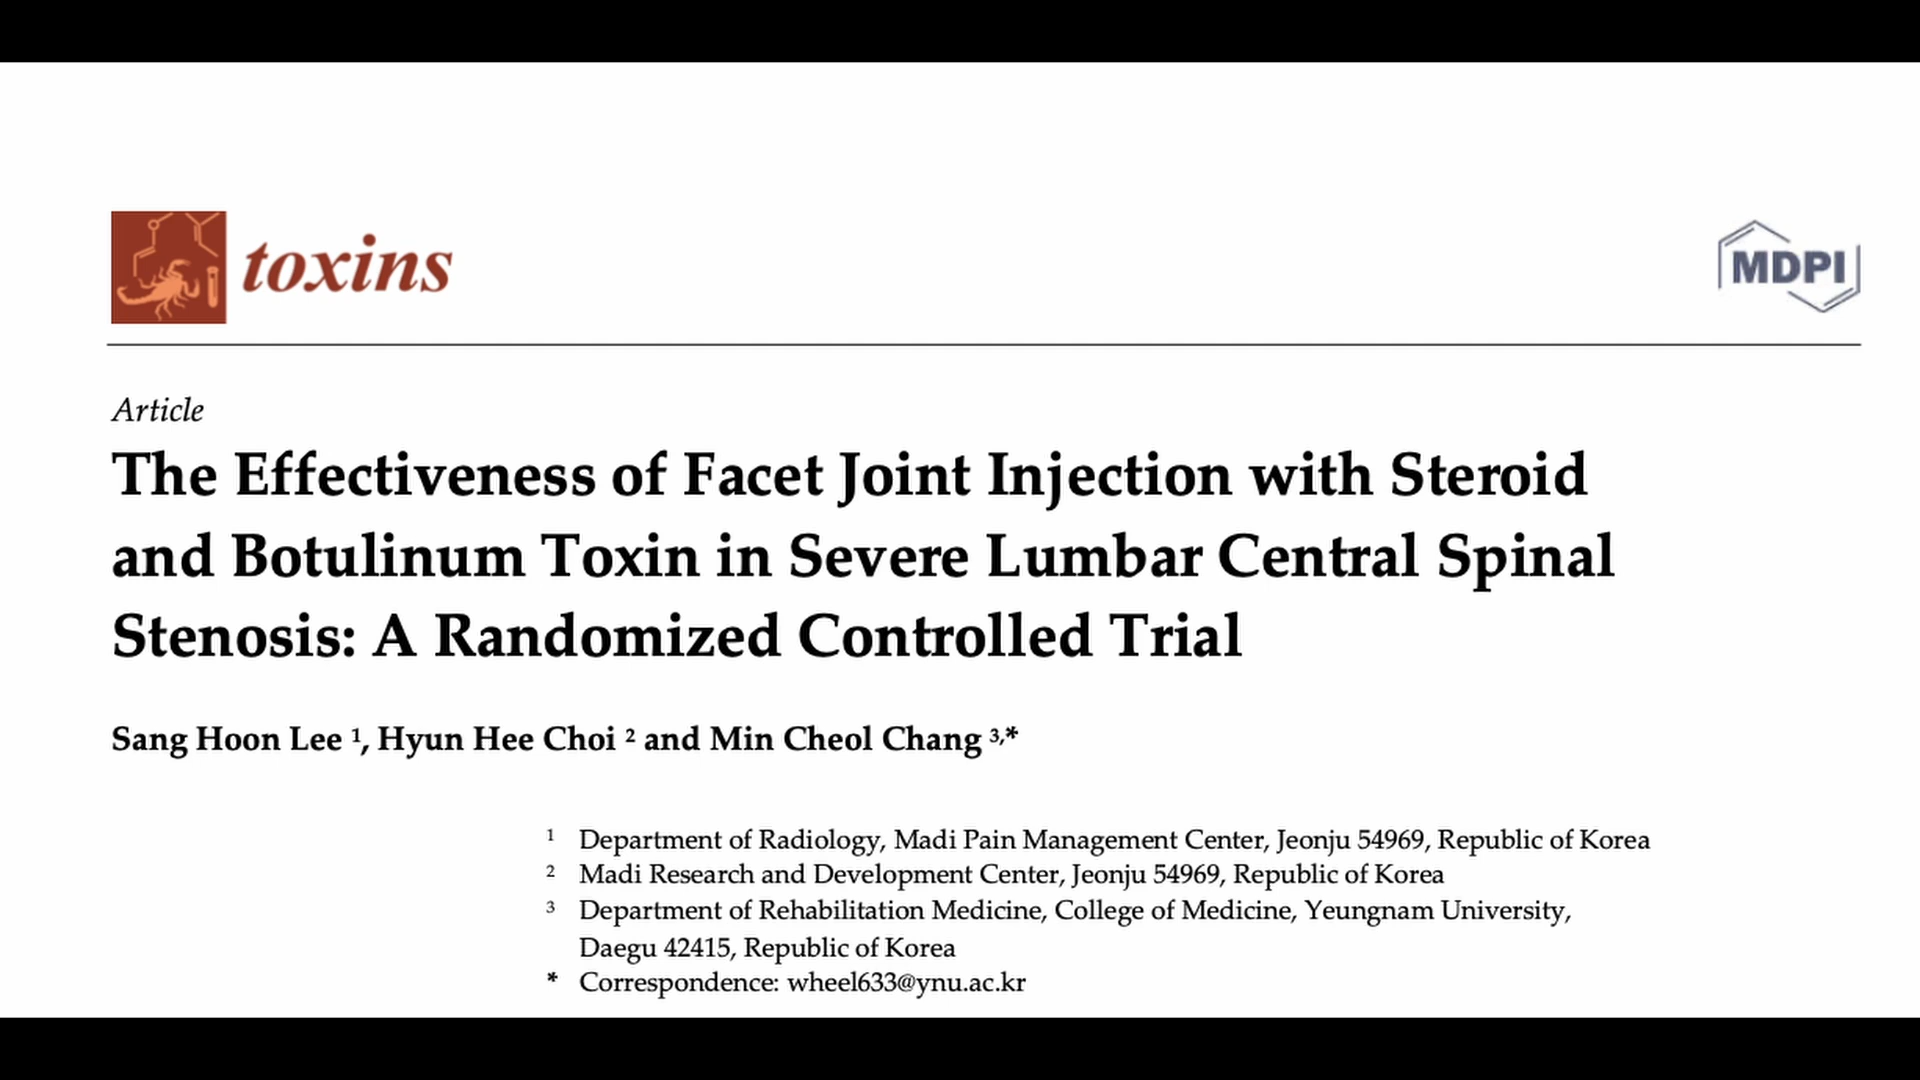 toxins
MDPI
Article
The Effectiveness of Facet Joint Injection with Steroid
and Botulinum Toxin in Severe Lumbar Central Spinal
Stenosis: A Randomized Controlled Trial
Sang Hoon Lee ¹, Hyun Hee Choi ² and Min Cheol Chang ³,*
¹ Department of Radiology, Madi Pain Management Center, Jeonju 54969, Republic of Korea
² Madi Research and Development Center, Jeonju 54969, Republic of Korea
³ Department of Rehabilitation Medicine, College of Medicine, Yeungnam University,
Daegu 42415, Republic of Korea
* Correspondence: wheel633@ynu.ac.kr